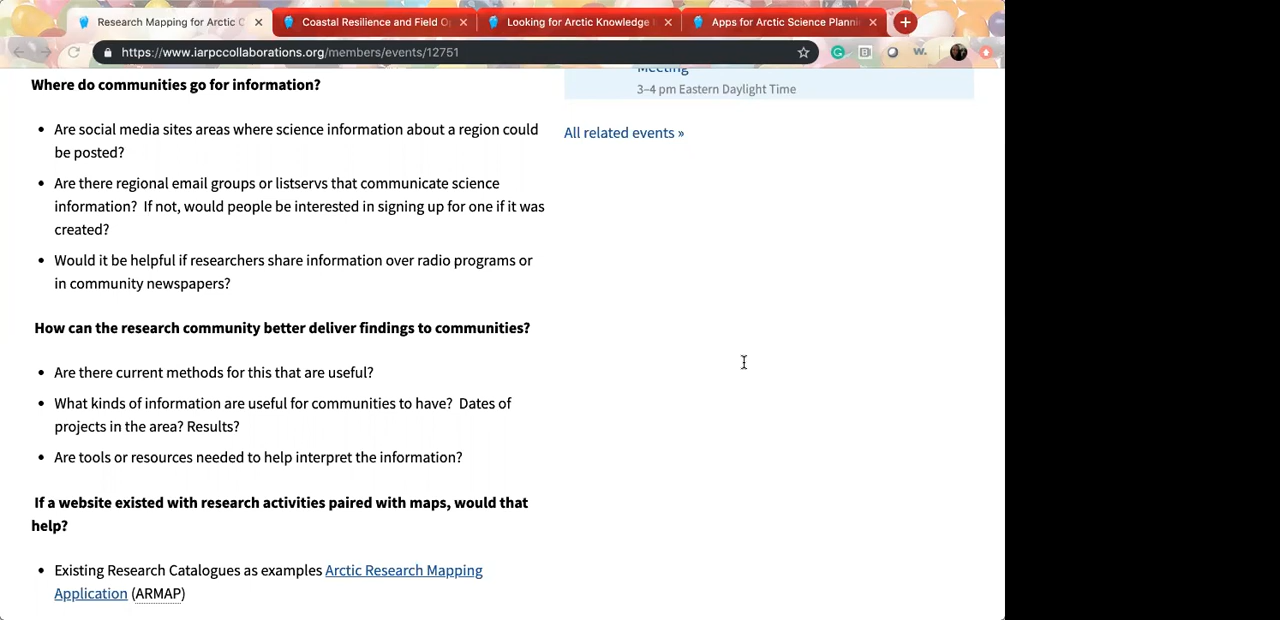 Research Mapping for Arctic C
Coastal Resilience and Field O
Looking for Arctic Knowledge
Apps for Arctic Science Planni
https://www.iarpccollaborations.org/members/events/12751
Where do communities go for information?
Meeting
3–4 pm Eastern Daylight Time
All related events »
• Are social media sites areas where science information about a region could
be posted?
• Are there regional email groups or listservs that communicate science
information?  If not, would people be interested in signing up for one if it was
created?
• Would it be helpful if researchers share information over radio programs or
in community newspapers?
How can the research community better deliver findings to communities?
• Are there current methods for this that are useful?
• What kinds of information are useful for communities to have?  Dates of
projects in the area? Results?
• Are tools or resources needed to help interpret the information?
If a website existed with research activities paired with maps, would that
help?
• Existing Research Catalogues as examples Arctic Research Mapping
Application (ARMAP)